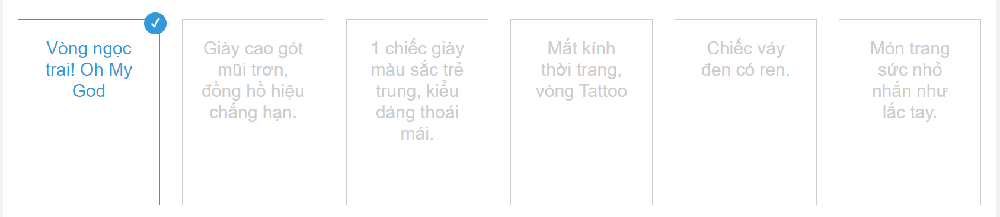 Vòng ngọc
trai! Oh My
God
Giày cao gót
mũi trơn,
đồng hồ hiệu
chẳng hạn.
1 chiếc giày
màu sắc trẻ
trung, kiểu
dáng thoải
mái.
Mắt kính
thời trang,
vòng Tattoo
Chiếc váy
đen có ren.
Món trang
sức nhỏ
nhắn như
lắc tay.